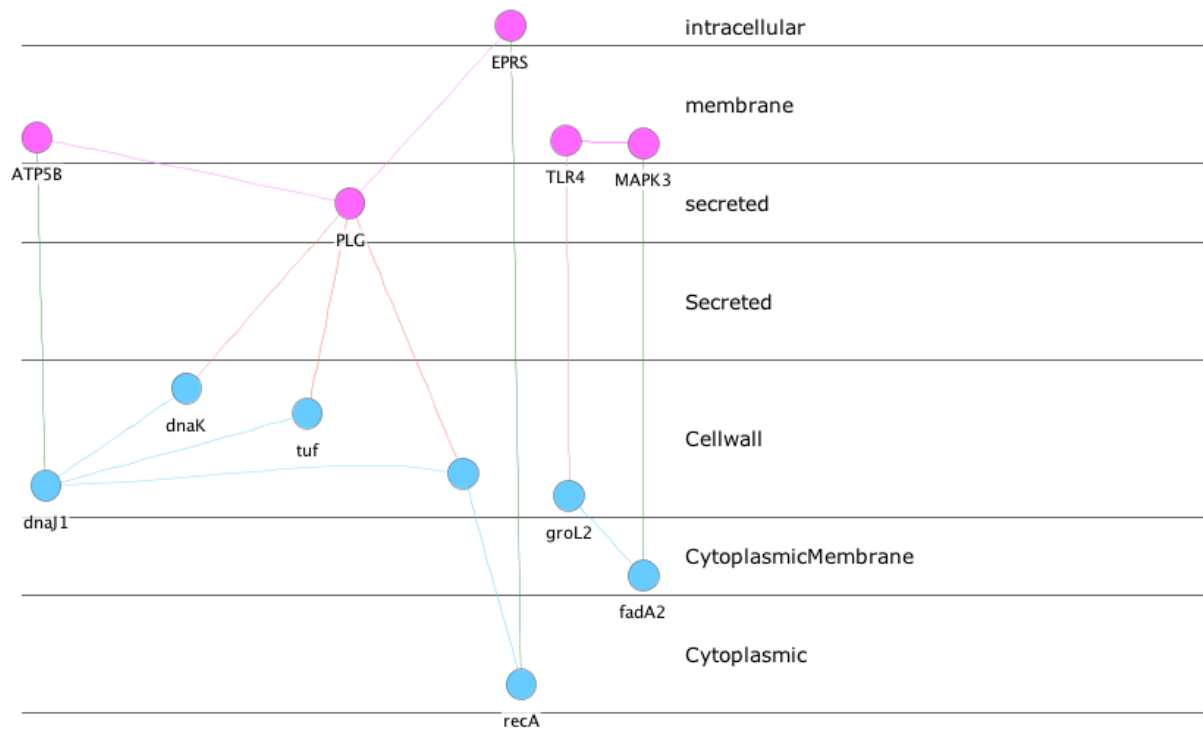 intracellular
EPRS
membrane
ATP5B
TLR4
MAPK3
secreted
PLG
Secreted
dnaK
tuf
Cellwall
dnaJ1
groL2
CytoplasmicMembrane
fadA2
Cytoplasmic
recA